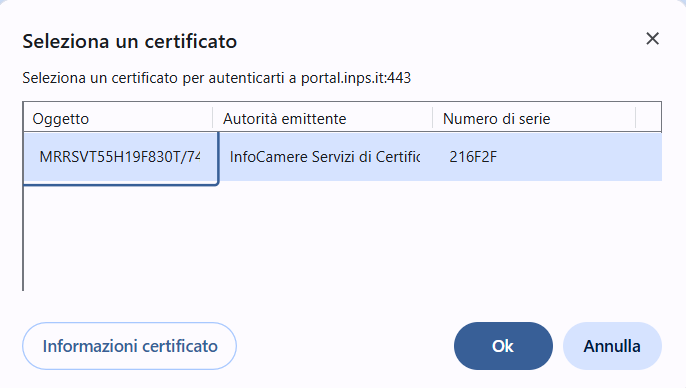 Seleziona un certificato
Seleziona un certificato per autenticarti a portal.inps.it:443
Oggetto Autorità emittente Numero di serie
MRRSVT55H19F830T/74 InfoCamere Servizi di Certific 216F2F
Informazioni certificato Ok Annulla